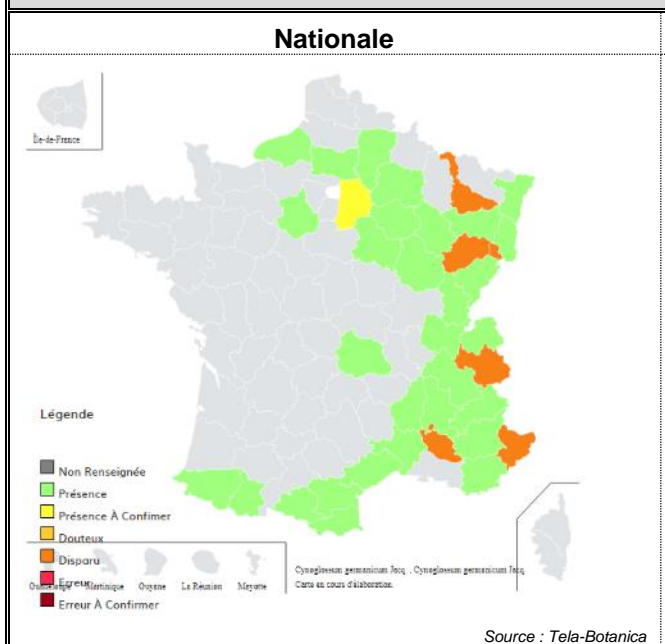 Nationale
Île-de-France
Légende
Non Renseignée
Présence
Présence À Confimer
Douteux
Disparu
Martinique Guyane La Réunion Mayotte
Erreur
Erreur À Confirmer
Cynoglossum germanicum Jacq. , Cynoglossum germanicum Jacq.
Carte en cours d'élaboration.
Source : Tela-Botanica